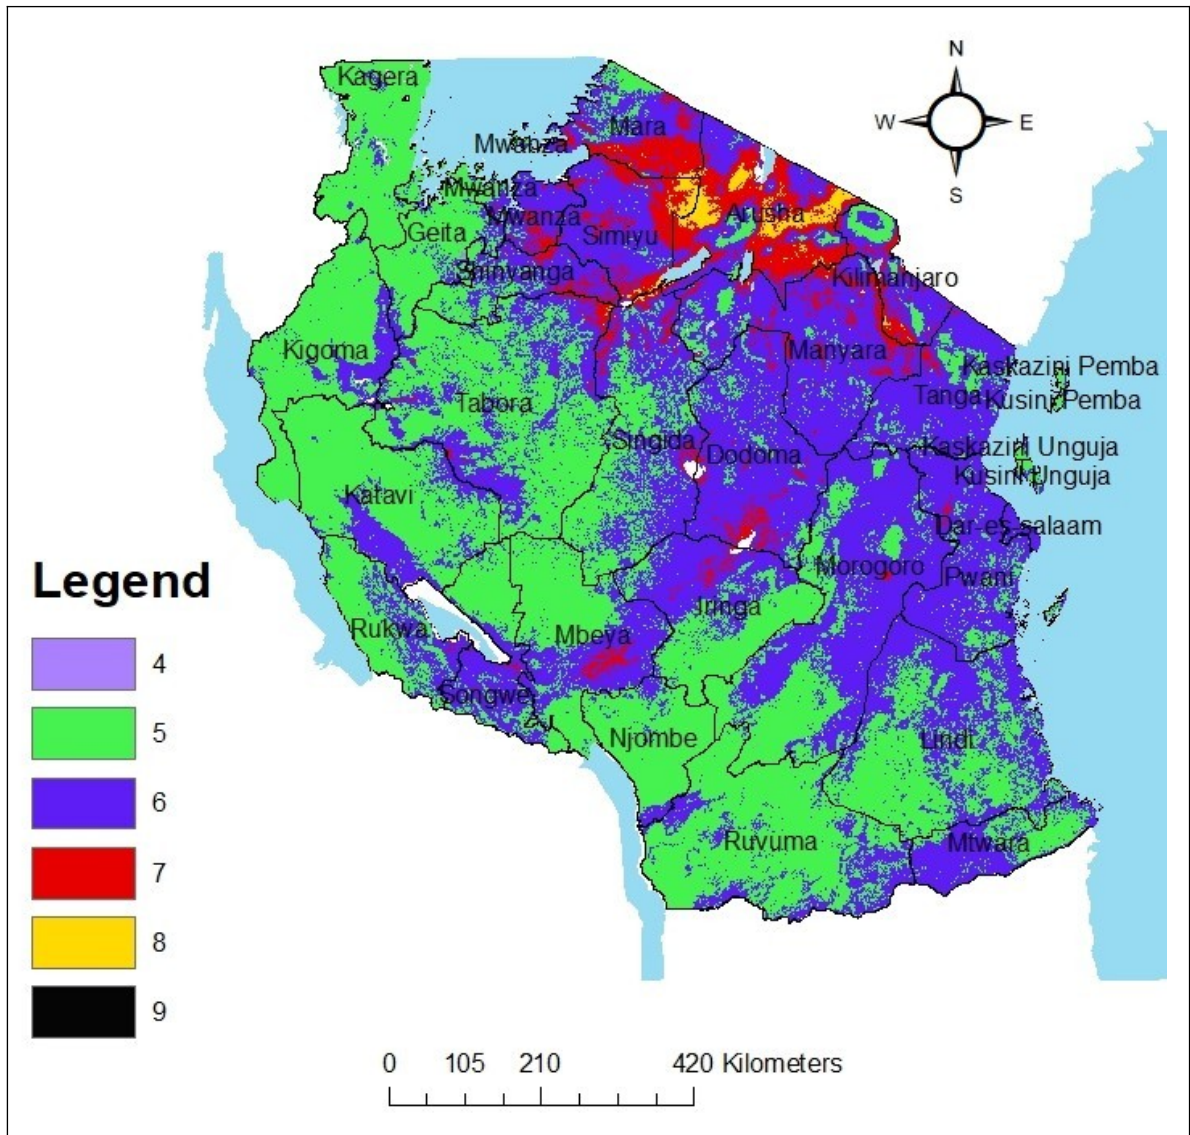 N
W E
S
Kagera
Mara
Mwanza
Mwanza
Mwanza
Arusha
Geita
Simiyu
Shinyanga
Kilimanjaro
Kigoma
Manyara
Kaskazini Pemba
Tabora
Tanga
Kusini Pemba
Singida
Dodoma
Kaskazini Unguja
Kusini Unguja
Katavi
Dar-es-salaam
Morogoro
Pwani
Iringa
Rukwa
Mbeya
Songwe
Njombe
Lindi
Ruvuma
Mtwara
Legend
4
5
6
7
8
9
0 105 210 420 Kilometers